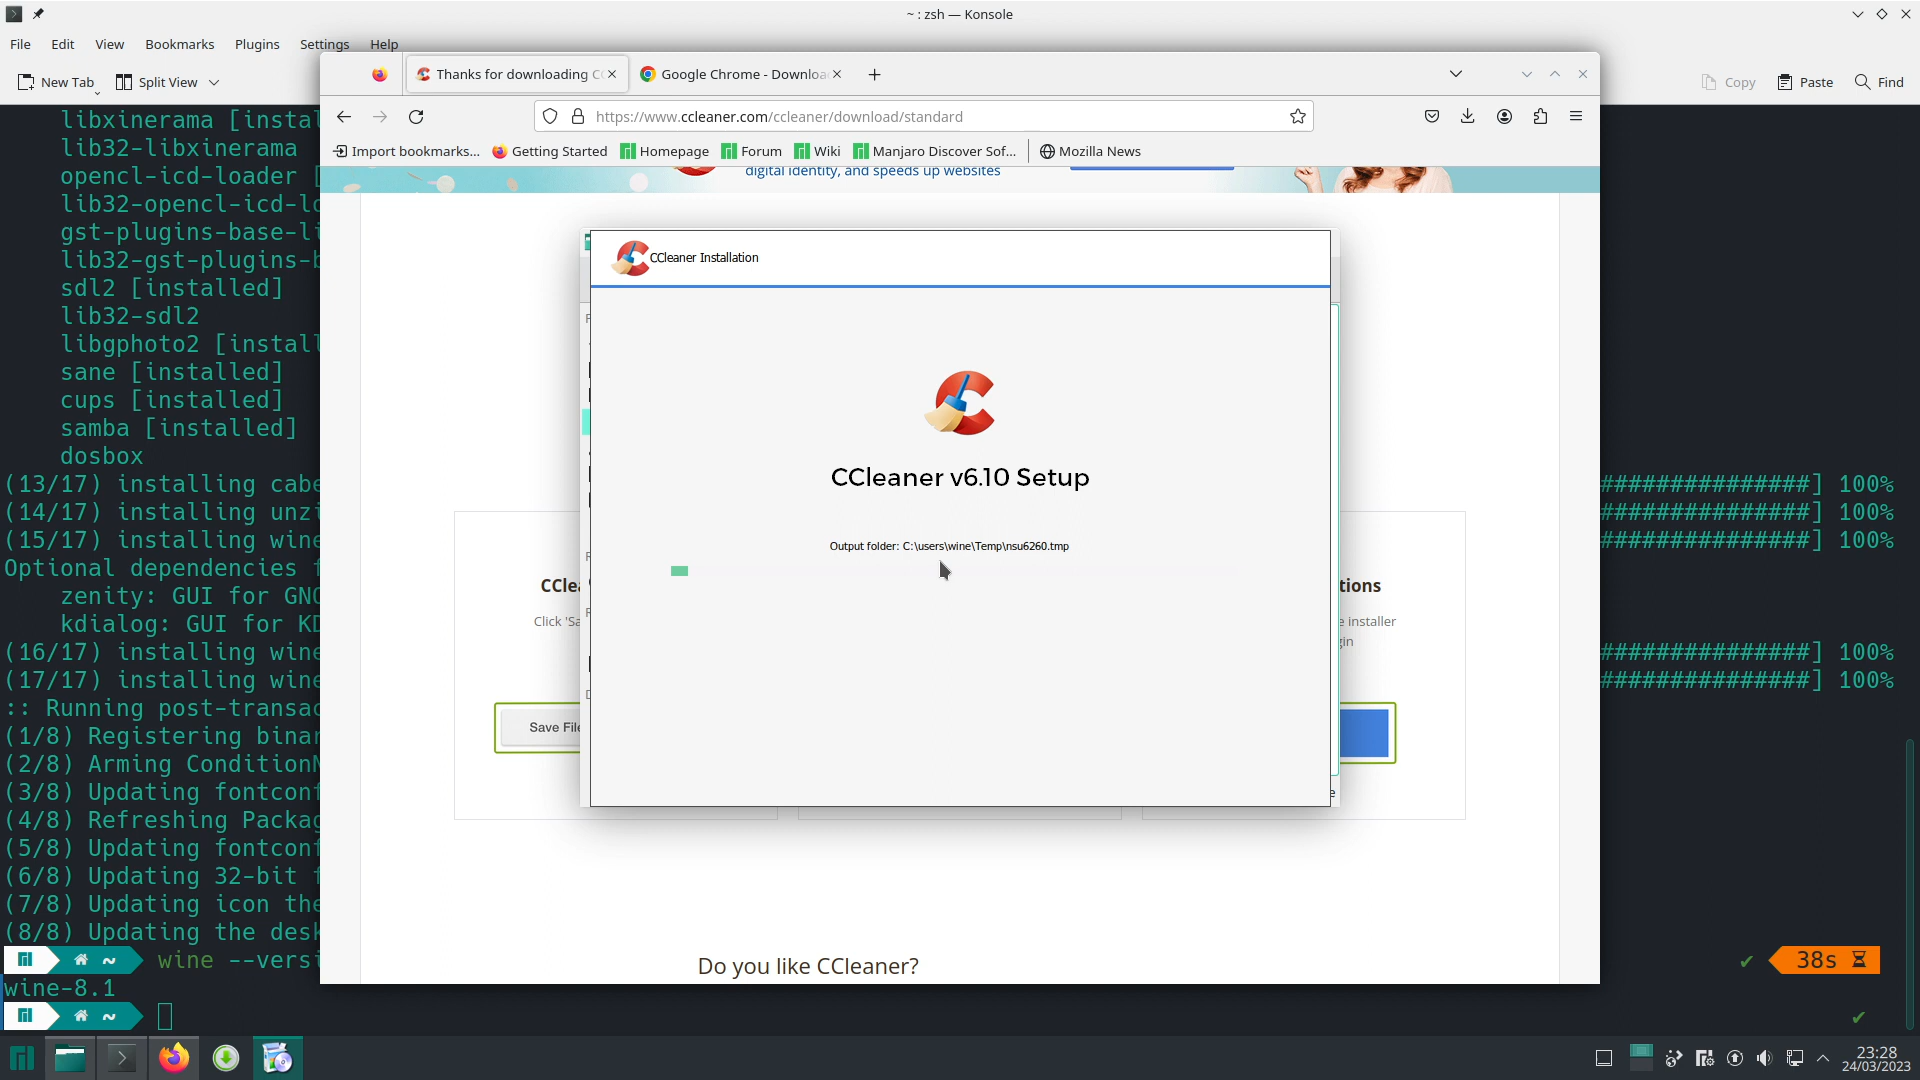 ~ : zsh — Konsole
File Edit View Bookmarks Plugins Settings Help
New Tab Split View Copy Paste Find
Thanks for downloading CC Google Chrome - Downloa
https://www.ccleaner.com/ccleaner/download/standard
Import bookmarks... Getting Started Homepage Forum Wiki Manjaro Discover Sof... Mozilla News
digital identity, and speeds up websites
libxinerama [instal
lib32-libxinerama
opencl-icd-loader [
lib32-opencl-icd-lo
gst-plugins-base-li
lib32-gst-plugins-b
sdl2 [installed]
lib32-sdl2
libgphoto2 [install
sane [installed]
cups [installed]
samba [installed]
dosbox
(13/17) installing cabe
###############] 100%
(14/17) installing unzi
###############] 100%
(15/17) installing wine
###############] 100%
Optional dependencies f
zenity: GUI for GNO
kdialog: GUI for KD
(16/17) installing wine
###############] 100%
(17/17) installing wine
###############] 100%
:: Running post-transac
(1/8) Registering binar
(2/8) Arming ConditionN
(3/8) Updating fontconf
(4/8) Refreshing Packag
(5/8) Updating fontconf
(6/8) Updating 32-bit f
(7/8) Updating icon the
(8/8) Updating the desk
~ wine --versi
38s
wine-8.1
~
CCleaner Installation
CCleaner v6.10 Setup
Output folder: C:\users\wine\Temp\nsu6260.tmp
CClea
Click 'Sa
Save File
tions
e installer
gin
e
Do you like CCleaner?
23:28
24/03/2023